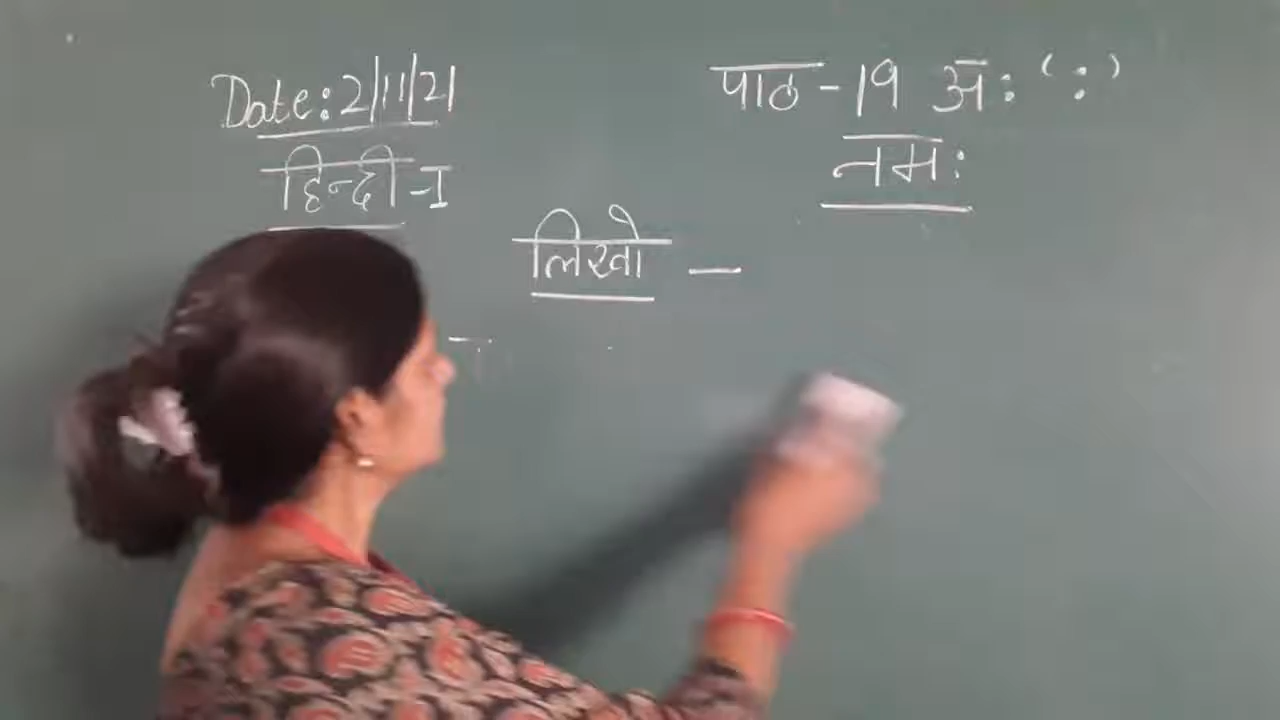 Date: 2/11/21
हिन्दी-I
पाठ - 19 अः ( ः )
नमः
लिखो —